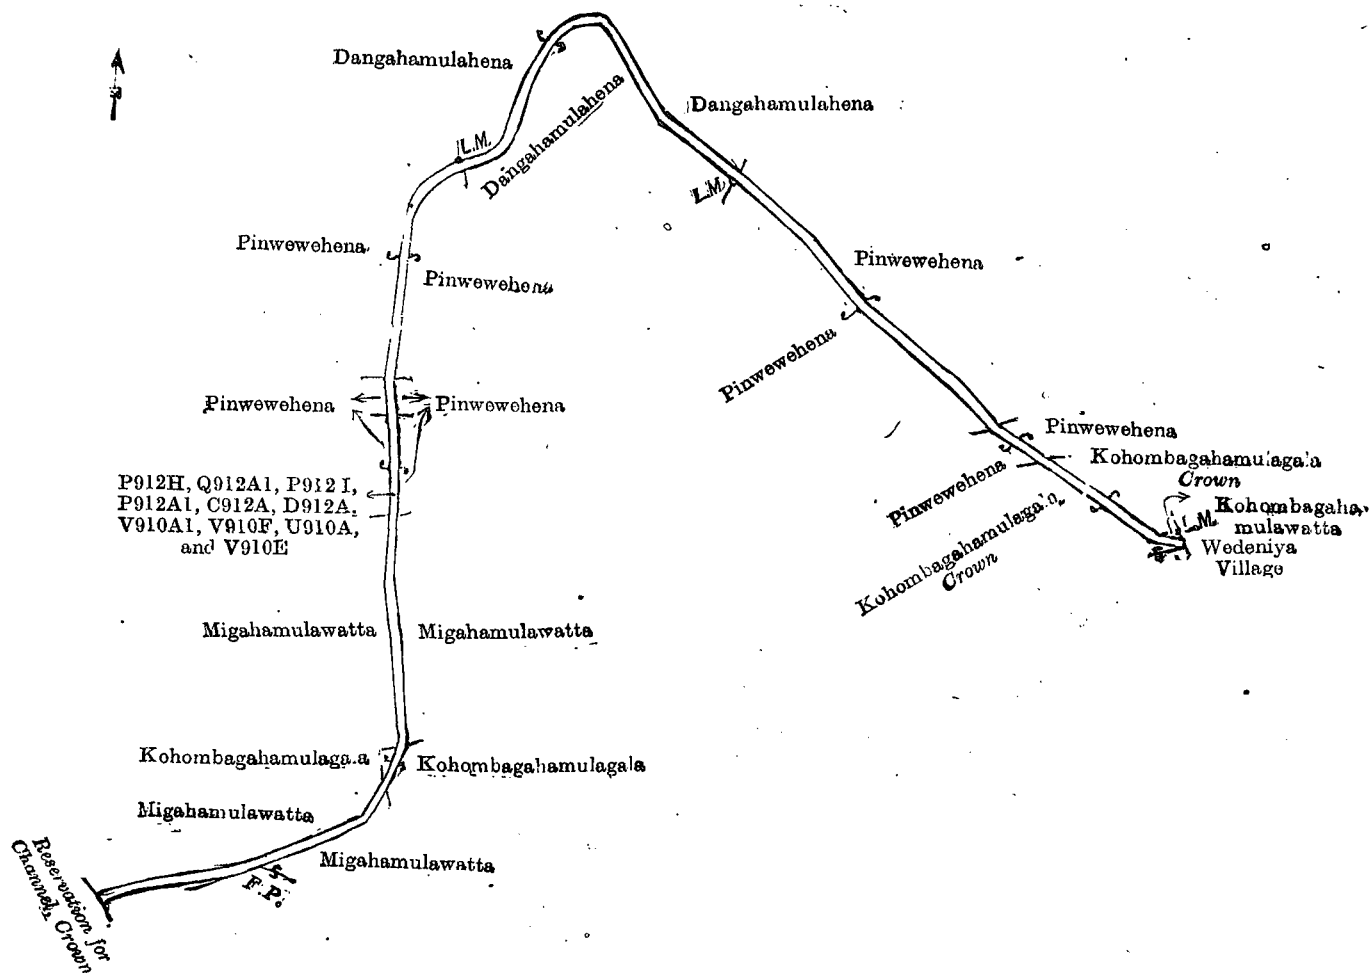 Dangahamulahena
Dangahamulahena
Dangahamulahena
L.M.
L.M.
Pinwewehena
Pinwewehena
Pinwewehena
Pinwewehena
Pinwewehena
Pinwewehena
Pinwewehena
Pinwewehena
Kohombagahamulagala
Crown
Kohombagahamulagala
Crown
L.M.
Kohombagaha-
mulawatta
Wedeniya
Village
P912H, Q912A1, P912I,
P912A1, C912A, D912A,
V910A1, V910F, U910A,
and V910E
Migahamulawatta
Migahamulawatta
Kohombagahamulagala
Kohombagahamulagala
Migahamulawatta
Migahamulawatta
F.P.
Reservation for
Channel, Crown